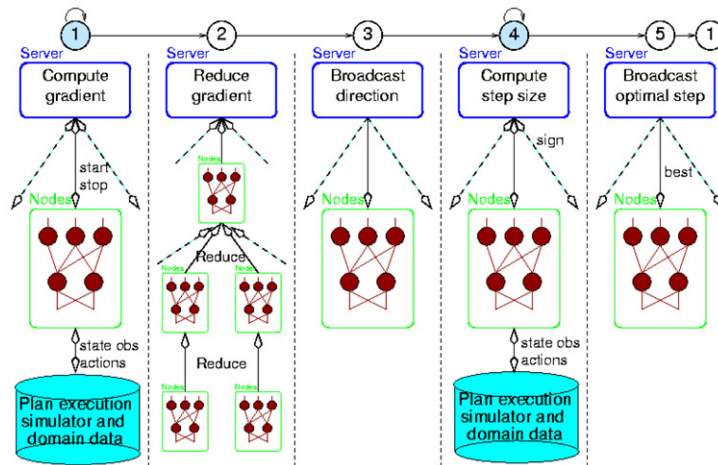 1
2
3
4
5
1
Server
Compute
gradient
start
stop
Nodes
state obs
actions
Plan execution
simulator and
domain data
Server
Reduce
gradient
Nodes
Reduce
Nodes
Nodes
Reduce
Nodes
Nodes
Server
Broadcast
direction
Nodes
Server
Compute
step size
sign
Nodes
state obs
actions
Plan execution
simulator and
domain data
Server
Broadcast
optimal step
best
Nodes